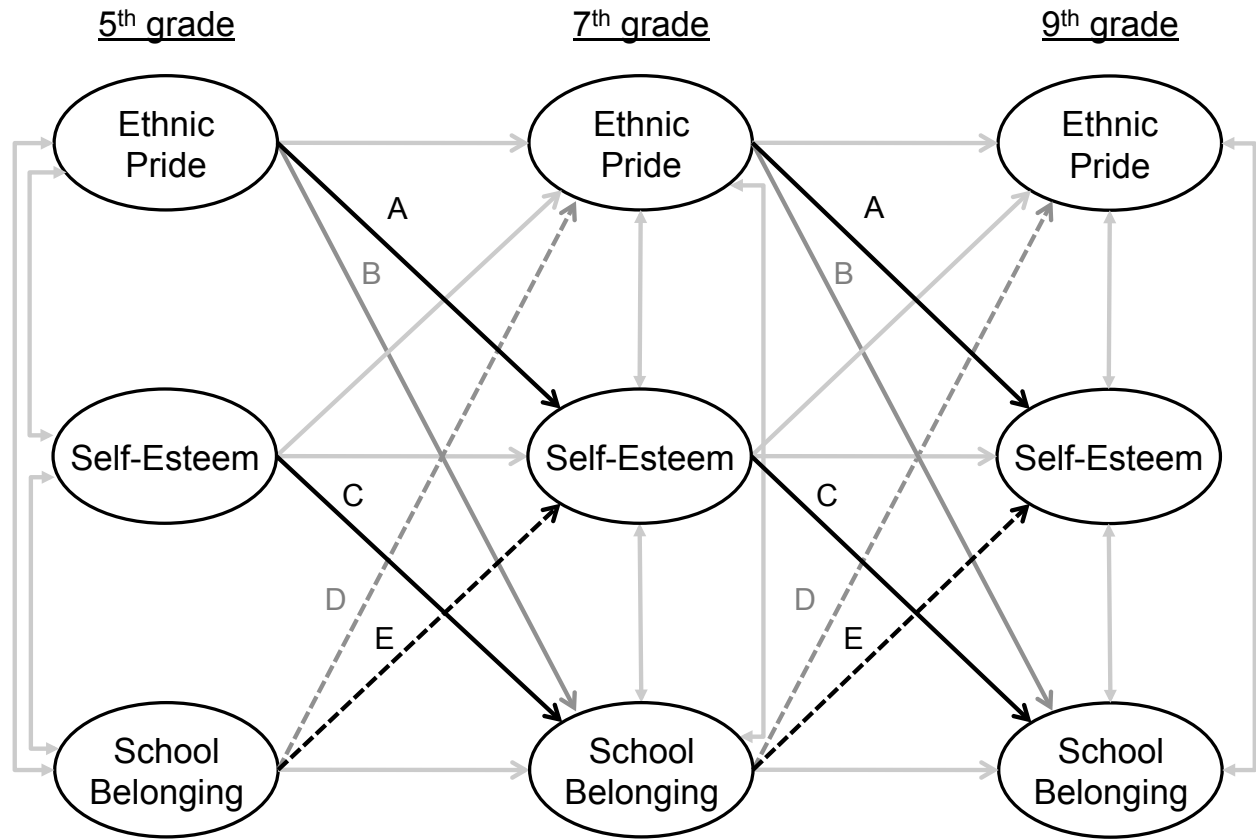 5th grade 7th grade 9th grade
Ethnic
Pride
Ethnic
Pride
Ethnic
Pride
A
A
B
B
Self-Esteem
Self-Esteem
Self-Esteem
C
C
D
D
E
E
School
Belonging
School
Belonging
School
Belonging